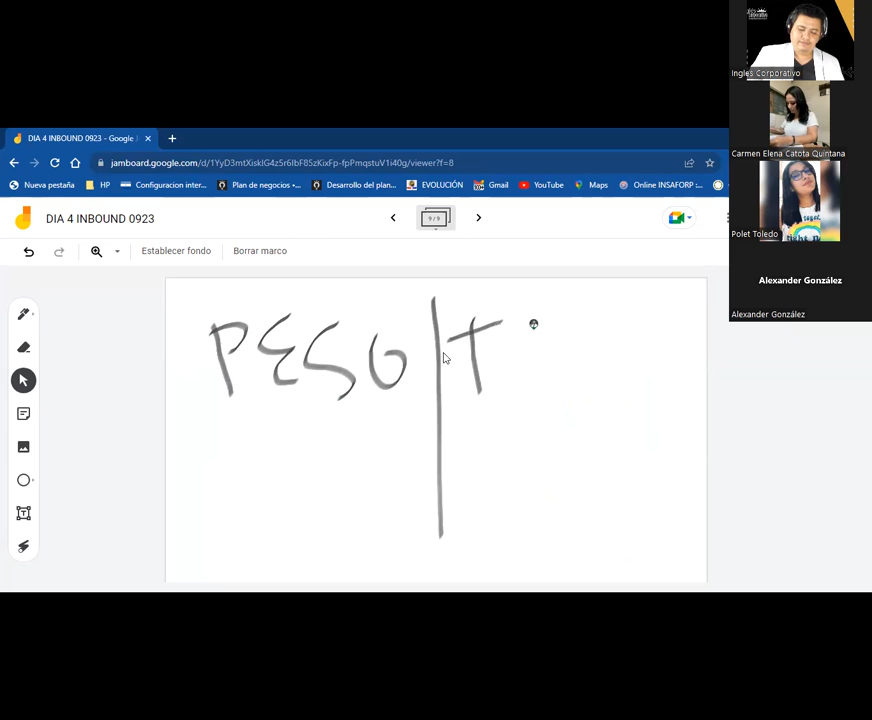 DIA 4 INBOUND 0923 - Google J
jamboard.google.com/d/1YyD3mtXiskIG4z5r6IbF85zKixFp-fpPmqstuV1i40g/viewer?f=8
Nueva pestaña HP Configuracion inter... Plan de negocios •... Desarrollo del plan... EVOLUCIÓN Gmail YouTube Maps Online INSAFORP :...
DIA 4 INBOUND 0923
9/9
Establecer fondo Borrar marco
PESO T
Ingles Corporativo
Carmen Elena Catota Quintana
Polet Toledo
Alexander González
Alexander González